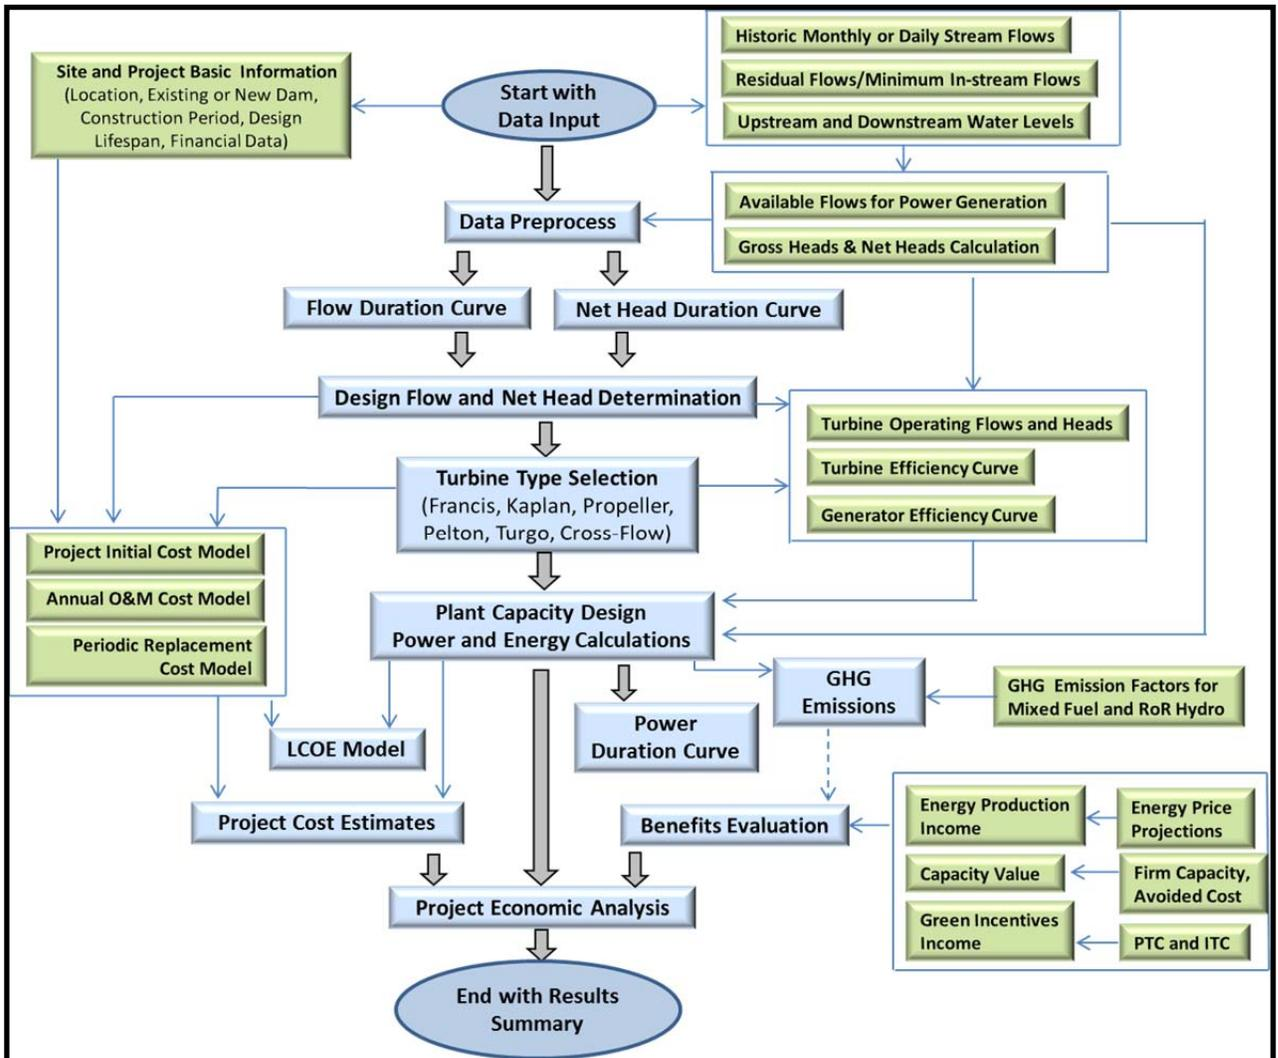 Site and Project Basic Information
(Location, Existing or New Dam,
Construction Period, Design
Lifespan, Financial Data)
Start with
Data Input
Historic Monthly or Daily Stream Flows
Residual Flows/Minimum In-stream Flows
Upstream and Downstream Water Levels
Data Preprocess
Available Flows for Power Generation
Gross Heads & Net Heads Calculation
Flow Duration Curve
Net Head Duration Curve
Design Flow and Net Head Determination
Turbine Operating Flows and Heads
Turbine Efficiency Curve
Generator Efficiency Curve
Turbine Type Selection
(Francis, Kaplan, Propeller,
Pelton, Turgo, Cross-Flow)
Project Initial Cost Model
Annual O&M Cost Model
Periodic Replacement
Cost Model
Plant Capacity Design
Power and Energy Calculations
GHG
Emissions
GHG Emission Factors for
Mixed Fuel and RoR Hydro
LCOE Model
Power
Duration Curve
Project Cost Estimates
Benefits Evaluation
Energy Production
Income
Energy Price
Projections
Capacity Value
Firm Capacity,
Avoided Cost
Green Incentives
Income
PTC and ITC
Project Economic Analysis
End with Results
Summary